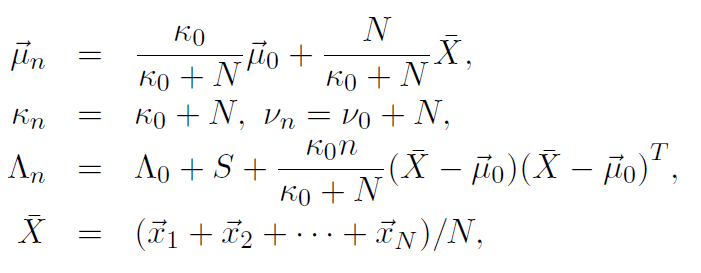 $\vec{\mu}_n = \frac{\kappa_0}{\kappa_0 + N} \vec{\mu}_0 + \frac{N}{\kappa_0 + N} \bar{X},$
$\kappa_n = \kappa_0 + N, \ \nu_n = \nu_0 + N,$
$\Lambda_n = \Lambda_0 + S + \frac{\kappa_0 n}{\kappa_0 + N} (\bar{X} - \vec{\mu}_0)(\bar{X} - \vec{\mu}_0)^T,$
$\bar{X} = (\vec{x}_1 + \vec{x}_2 + \cdots + \vec{x}_N)/N,$